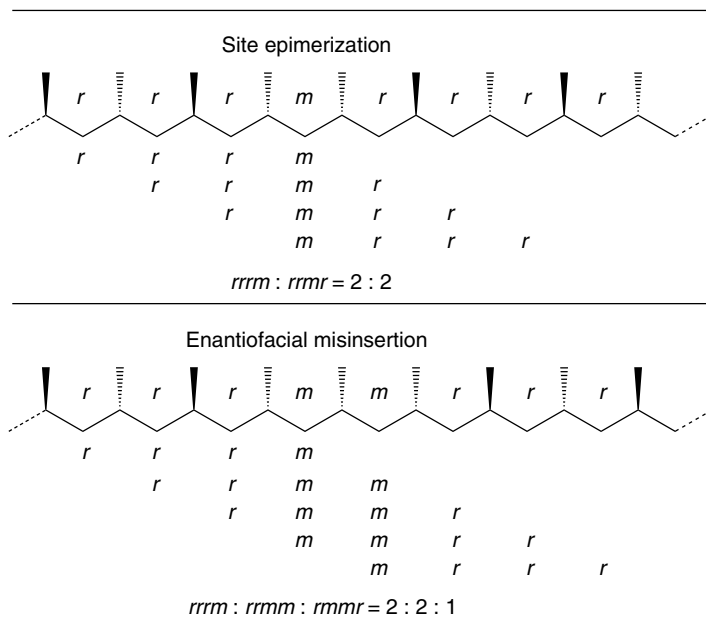 Site epimerization
r r r m r r r r
r r r m
r r m r
r m r r
m r r r
rrrm : rrmr = 2 : 2
Enantiofacial misinsertion
r r r m m r r r
r r r m
r r m m
r m m r
m m r r
m r r r
rrrm : rrmm : rmmr = 2 : 2 : 1